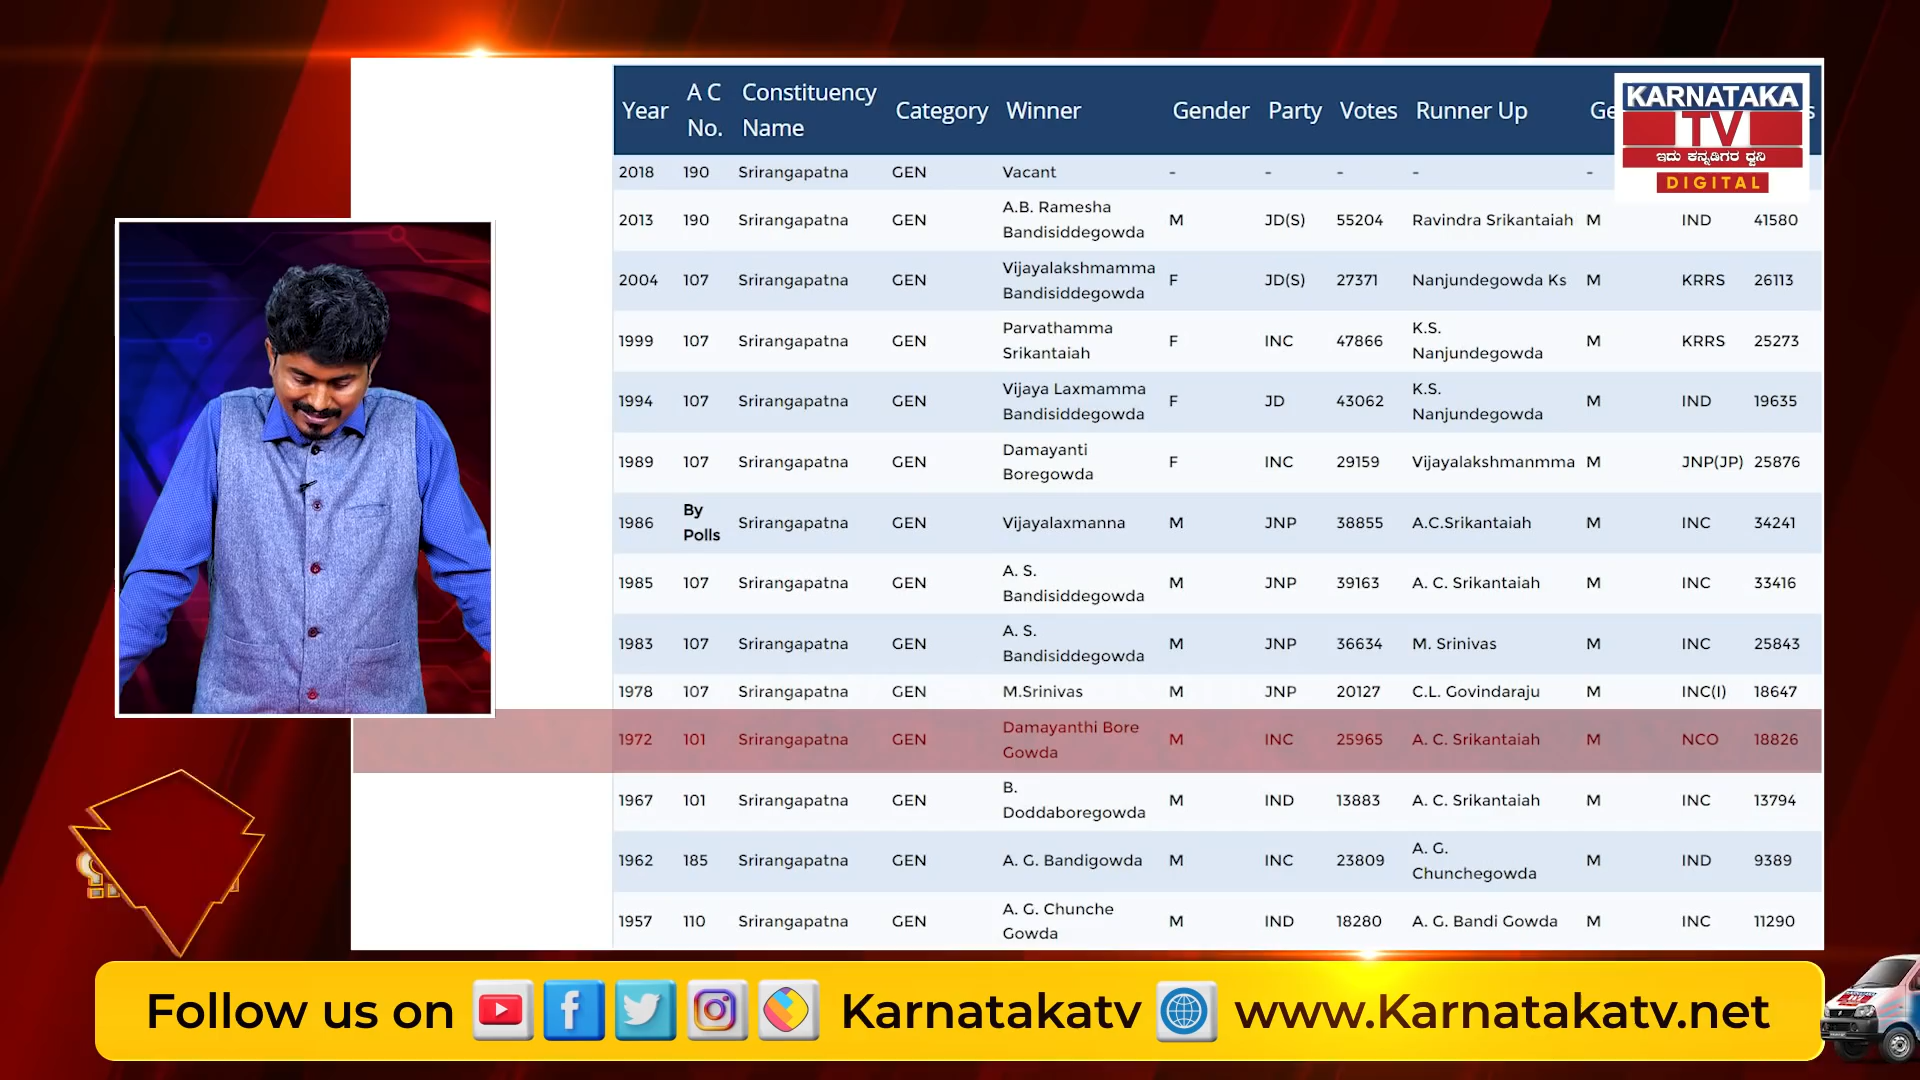 Year A C No. Constituency Name Category Winner Gender Party Votes Runner Up
KARNATAKA
TV
ಇದು ಕನ್ನಡಿಗರ ಧ್ವನಿ
DIGITAL
2018 190 Srirangapatna GEN Vacant - - - - -
2013 190 Srirangapatna GEN A.B. Ramesha Bandisiddegowda M JD(S) 55204 Ravindra Srikantaiah M IND 41580
2004 107 Srirangapatna GEN Vijayalakshmamma Bandisiddegowda F JD(S) 27371 Nanjundegowda Ks M KRRS 26113
1999 107 Srirangapatna GEN Parvathamma Srikantaiah F INC 47866 K.S. Nanjundegowda M KRRS 25273
1994 107 Srirangapatna GEN Vijaya Laxmamma Bandisiddegowda F JD 43062 K.S. Nanjundegowda M IND 19635
1989 107 Srirangapatna GEN Damayanti Boregowda F INC 29159 Vijayalakshmanmma M JNP(JP) 25876
1986 By Polls Srirangapatna GEN Vijayalaxmanna M JNP 38855 A.C.Srikantaiah M INC 34241
1985 107 Srirangapatna GEN A. S. Bandisiddegowda M JNP 39163 A. C. Srikantaiah M INC 33416
1983 107 Srirangapatna GEN A. S. Bandisiddegowda M JNP 36634 M. Srinivas M INC 25843
1978 107 Srirangapatna GEN M.Srinivas M JNP 20127 C.L. Govindaraju M INC(I) 18647
1972 101 Srirangapatna GEN Damayanthi Bore Gowda M INC 25965 A. C. Srikantaiah M NCO 18826
1967 101 Srirangapatna GEN B. Doddaboregowda M IND 13883 A. C. Srikantaiah M INC 13794
1962 185 Srirangapatna GEN A. G. Bandigowda M INC 23809 A. G. Chunchegowda M IND 9389
1957 110 Srirangapatna GEN A. G. Chunche Gowda M IND 18280 A. G. Bandi Gowda M INC 11290
Follow us on Karnatakatv www.Karnatakatv.net